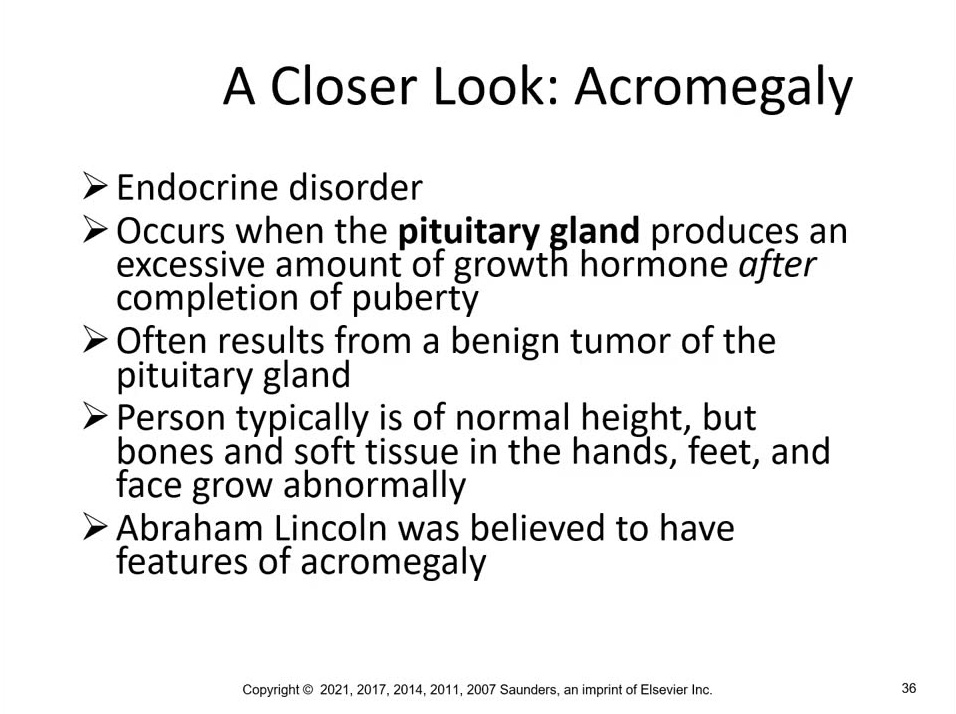 A Closer Look: Acromegaly
➢Endocrine disorder
➢Occurs when the pituitary gland produces an
excessive amount of growth hormone after
completion of puberty
➢Often results from a benign tumor of the
pituitary gland
➢Person typically is of normal height, but
bones and soft tissue in the hands, feet, and
face grow abnormally
➢Abraham Lincoln was believed to have
features of acromegaly
Copyright © 2021, 2017, 2014, 2011, 2007 Saunders, an imprint of Elsevier Inc.
36